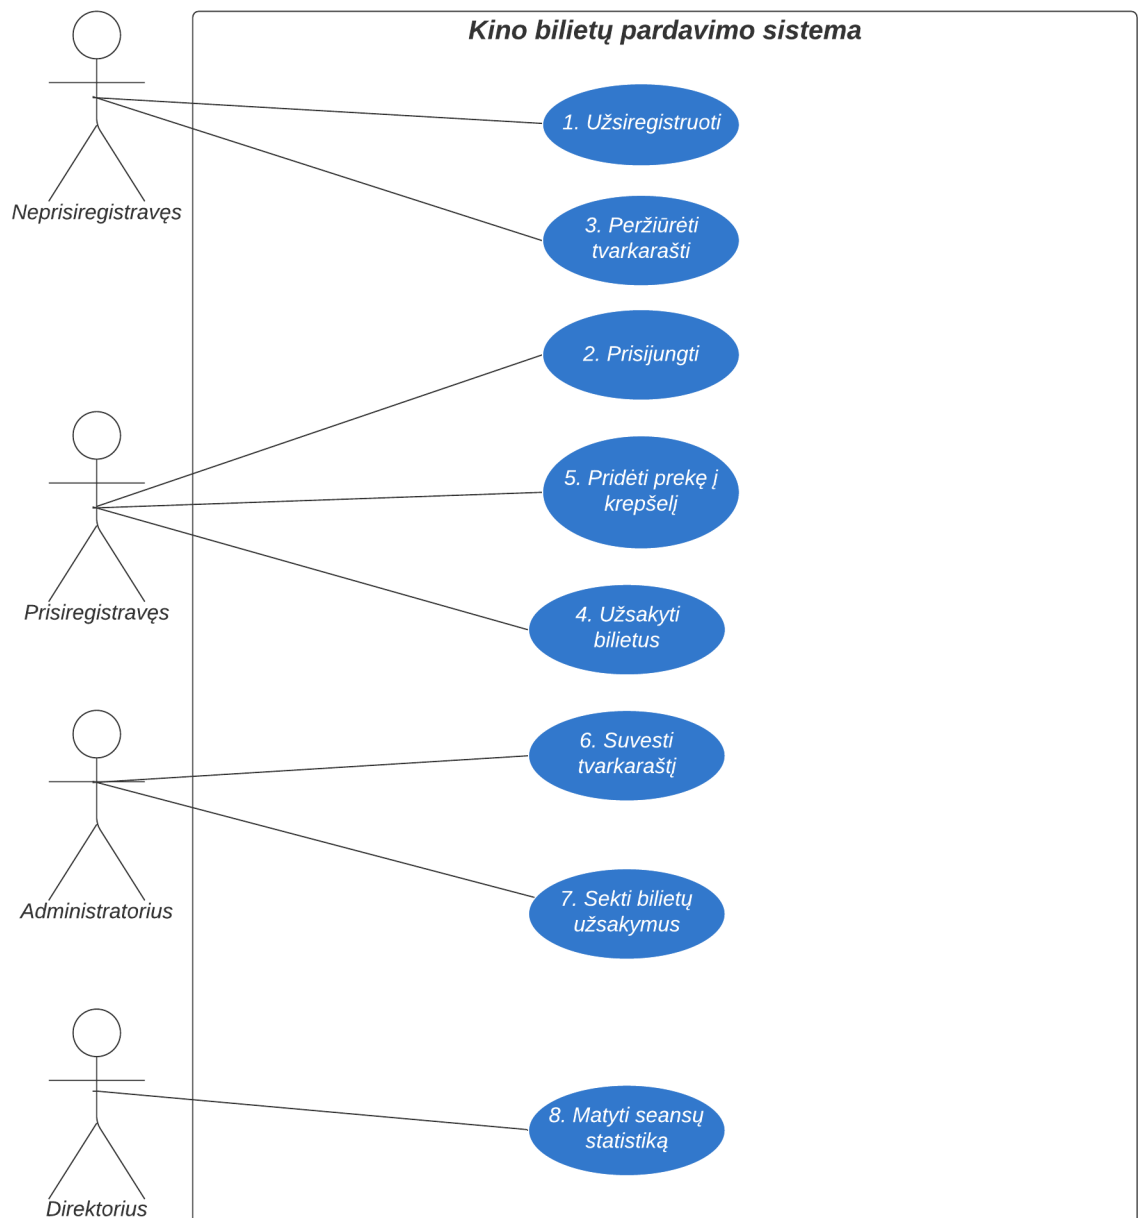 Kino bilietų pardavimo sistema
1. Užsiregistruoti
Neprisiregistravęs
3. Peržiūrėti
tvarkarašti
2. Prisijungti
5. Pridėti prekę į
krepšelį
Prisiregistravęs
4. Užsakyti
bilietus
6. Suvesti
tvarkaraštį
Administratorius
7. Sekti bilietų
užsakymus
8. Matyti seansų
statistiką
Direktorius